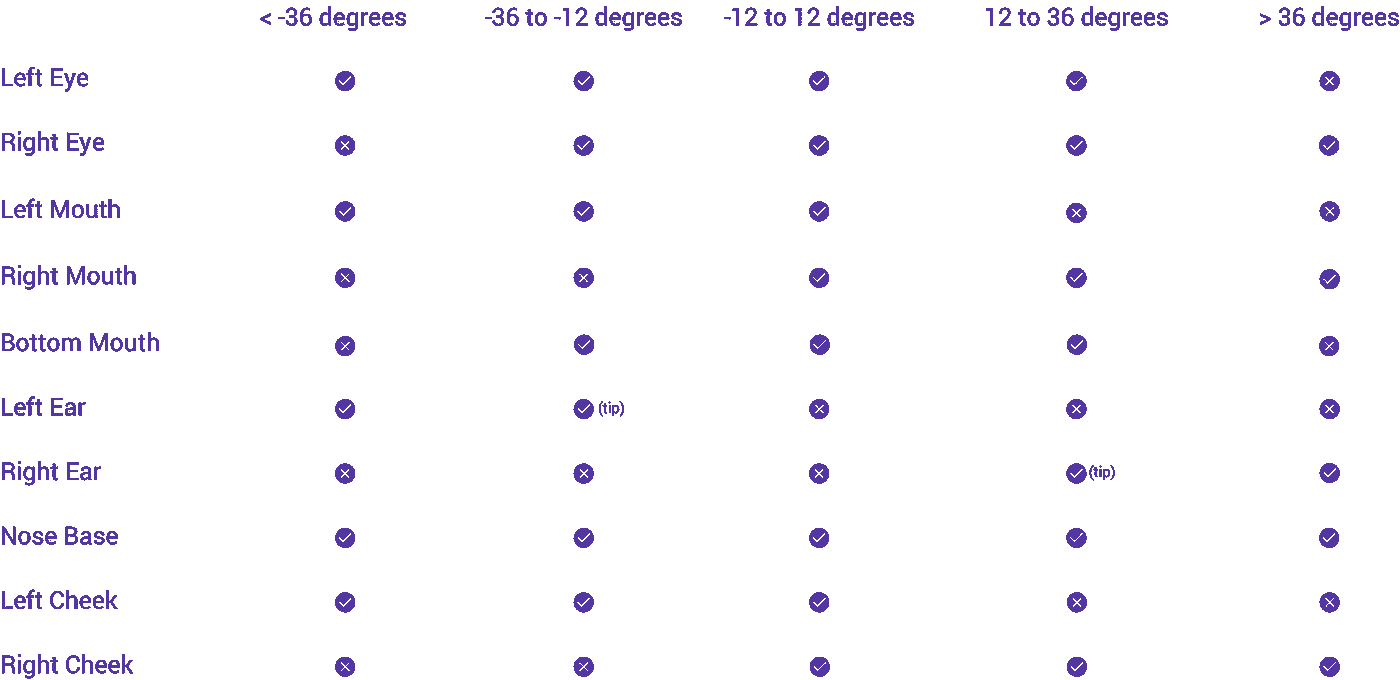 < -36 degrees -36 to -12 degrees -12 to 12 degrees 12 to 36 degrees > 36 degrees
Left Eye
Right Eye
Left Mouth
Right Mouth
Bottom Mouth
Left Ear (tip)
Right Ear (tip)
Nose Base
Left Cheek
Right Cheek